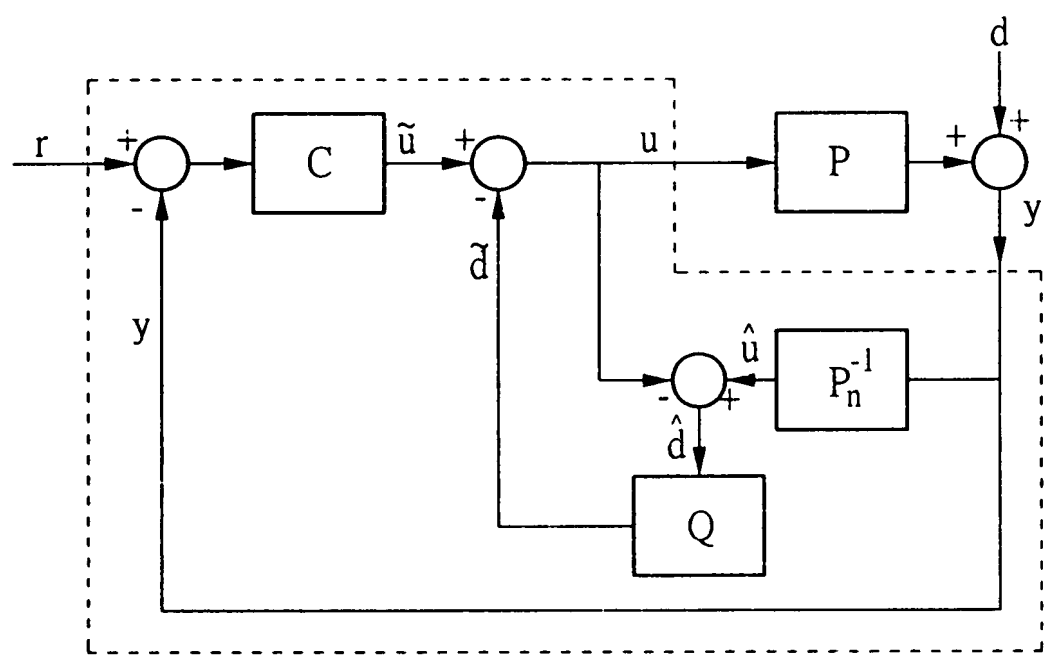 d
r + C ũ + u P + +
- - y
d̃
y û P_n^{-1}
- +
d̂
Q